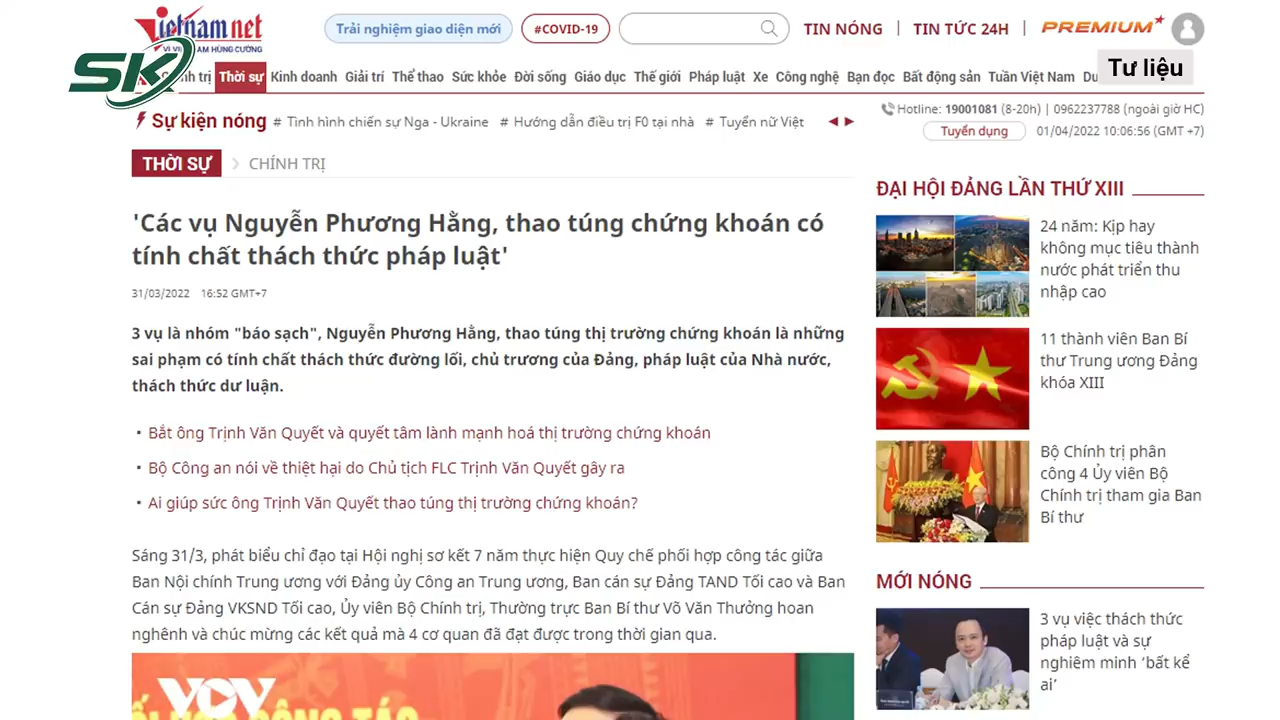 Vietnam net
VÌ VIỆT NAM HÙNG CƯỜNG
SK
Trải nghiệm giao diện mới
#COVID-19
TIN NÓNG | TIN TỨC 24H | PREMIUM
Tư liệu
Thời sự Kinh doanh Giải trí Thể thao Sức khỏe Đời sống Giáo dục Thế giới Pháp luật Xe Công nghệ Bạn đọc Bất động sản Tuần Việt Nam Du
Sự kiện nóng # Tình hình chiến sự Nga - Ukraine # Hướng dẫn điều trị F0 tại nhà # Tuyển nữ Việt
Hotline: 19001081 (8-20h) | 0962237788 (ngoài giờ HC)
Tuyển dụng 01/04/2022 10:06:56 (GMT +7)
THỜI SỰ CHÍNH TRỊ
'Các vụ Nguyễn Phương Hằng, thao túng chứng khoán có
tính chất thách thức pháp luật'
31/03/2022 16:52 GMT+7
3 vụ là nhóm "báo sạch", Nguyễn Phương Hằng, thao túng thị trường chứng khoán là những
sai phạm có tính chất thách thức đường lối, chủ trương của Đảng, pháp luật của Nhà nước,
thách thức dư luận.
• Bắt ông Trịnh Văn Quyết và quyết tâm lành mạnh hoá thị trường chứng khoán
• Bộ Công an nói về thiệt hại do Chủ tịch FLC Trịnh Văn Quyết gây ra
• Ai giúp sức ông Trịnh Văn Quyết thao túng thị trường chứng khoán?
Sáng 31/3, phát biểu chỉ đạo tại Hội nghị sơ kết 7 năm thực hiện Quy chế phối hợp công tác giữa
Ban Nội chính Trung ương với Đảng ủy Công an Trung ương, Ban cán sự Đảng TAND Tối cao và Ban
Cán sự Đảng VKSND Tối cao, Ủy viên Bộ Chính trị, Thường trực Ban Bí thư Võ Văn Thưởng hoan
nghênh và chúc mừng các kết quả mà 4 cơ quan đã đạt được trong thời gian qua.
VOV
ĐẠI HỘI ĐẢNG LẦN THỨ XIII
24 năm: Kịp hay
không mục tiêu thành
nước phát triển thu
nhập cao
11 thành viên Ban Bí
thư Trung ương Đảng
khóa XIII
Bộ Chính trị phân
công 4 Ủy viên Bộ
Chính trị tham gia Ban
Bí thư
MỚI NÓNG
3 vụ việc thách thức
pháp luật và sự
nghiêm minh ‘bất kể
ai’